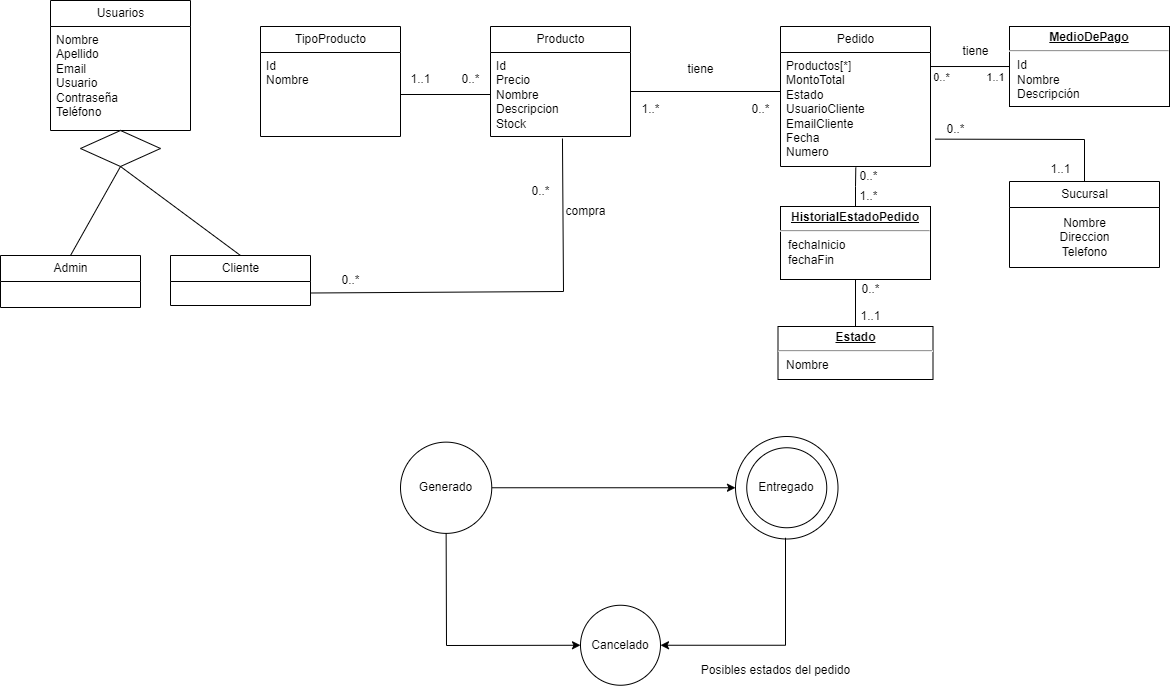 Usuarios
Nombre
Apellido
Email
Usuario
Contraseña
Teléfono
TipoProducto
Id
Nombre
1..1
0..*
Producto
Id
Precio
Nombre
Descripcion
Stock
tiene
1..*
0..*
Pedido
Productos[*]
MontoTotal
Estado
UsuarioCliente
EmailCliente
Fecha
Numero
tiene
0..*
1..1
MedioDePago
Id
Nombre
Descripción
0..*
1..1
Sucursal
Nombre
Direccion
Telefono
0..*
1..*
HistorialEstadoPedido
fechaInicio
fechaFin
0..*
1..1
Estado
Nombre
0..*
compra
0..*
Admin
Cliente
Generado
Entregado
Cancelado
Posibles estados del pedido